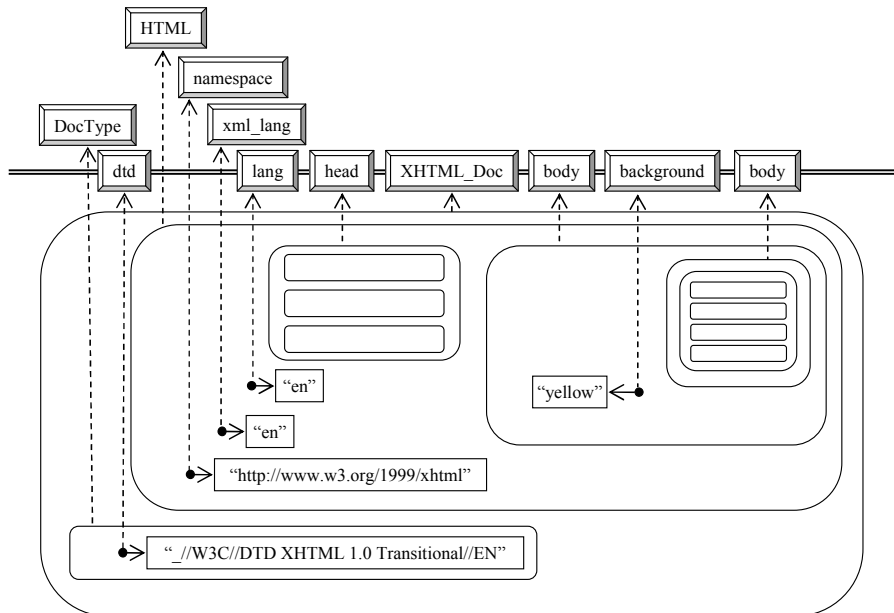 HTML
namespace
DocType
xml_lang
dtd
lang
head
XHTML_Doc
body
background
body
“en”
“yellow”
“en”
“http://www.w3.org/1999/xhtml”
“_//W3C//DTD XHTML 1.0 Transitional//EN”